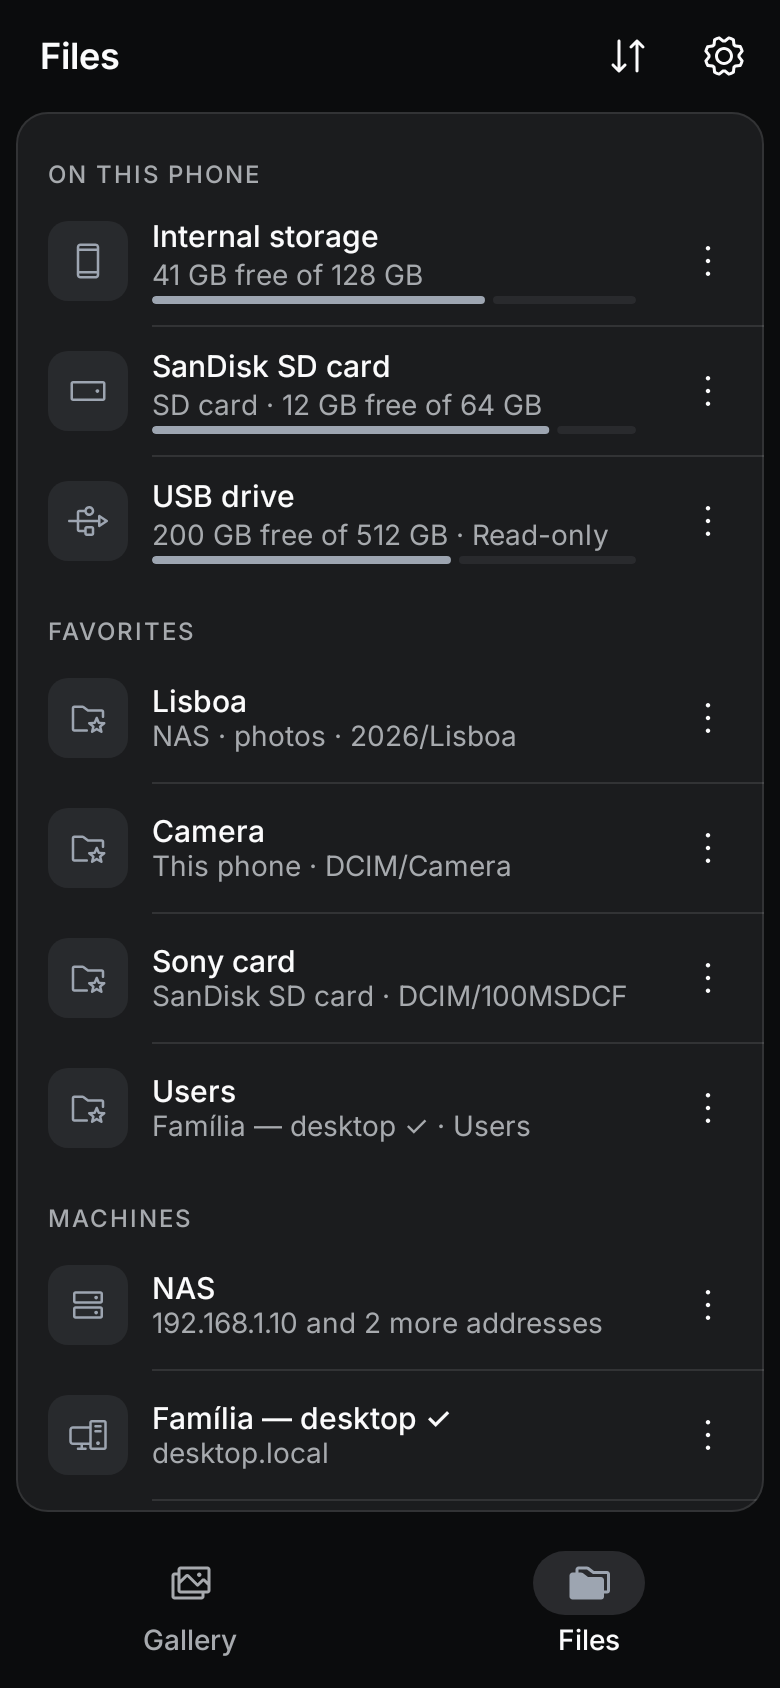 Files
ON THIS PHONE
Internal storage
41 GB free of 128 GB
SanDisk SD card
SD card · 12 GB free of 64 GB
USB drive
200 GB free of 512 GB · Read-only
FAVORITES
Lisboa
NAS · photos · 2026/Lisboa
Camera
This phone · DCIM/Camera
Sony card
SanDisk SD card · DCIM/100MSDCF
Users
Família — desktop ✓ · Users
MACHINES
NAS
192.168.1.10 and 2 more addresses
Família — desktop ✓
desktop.local
Gallery
Files